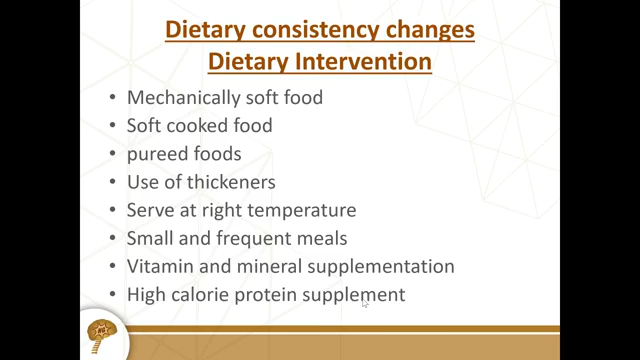 Dietary consistency changes
Dietary Intervention
• Mechanically soft food
• Soft cooked food
• pureed foods
• Use of thickeners
• Serve at right temperature
• Small and frequent meals
• Vitamin and mineral supplementation
• High calorie protein supplement